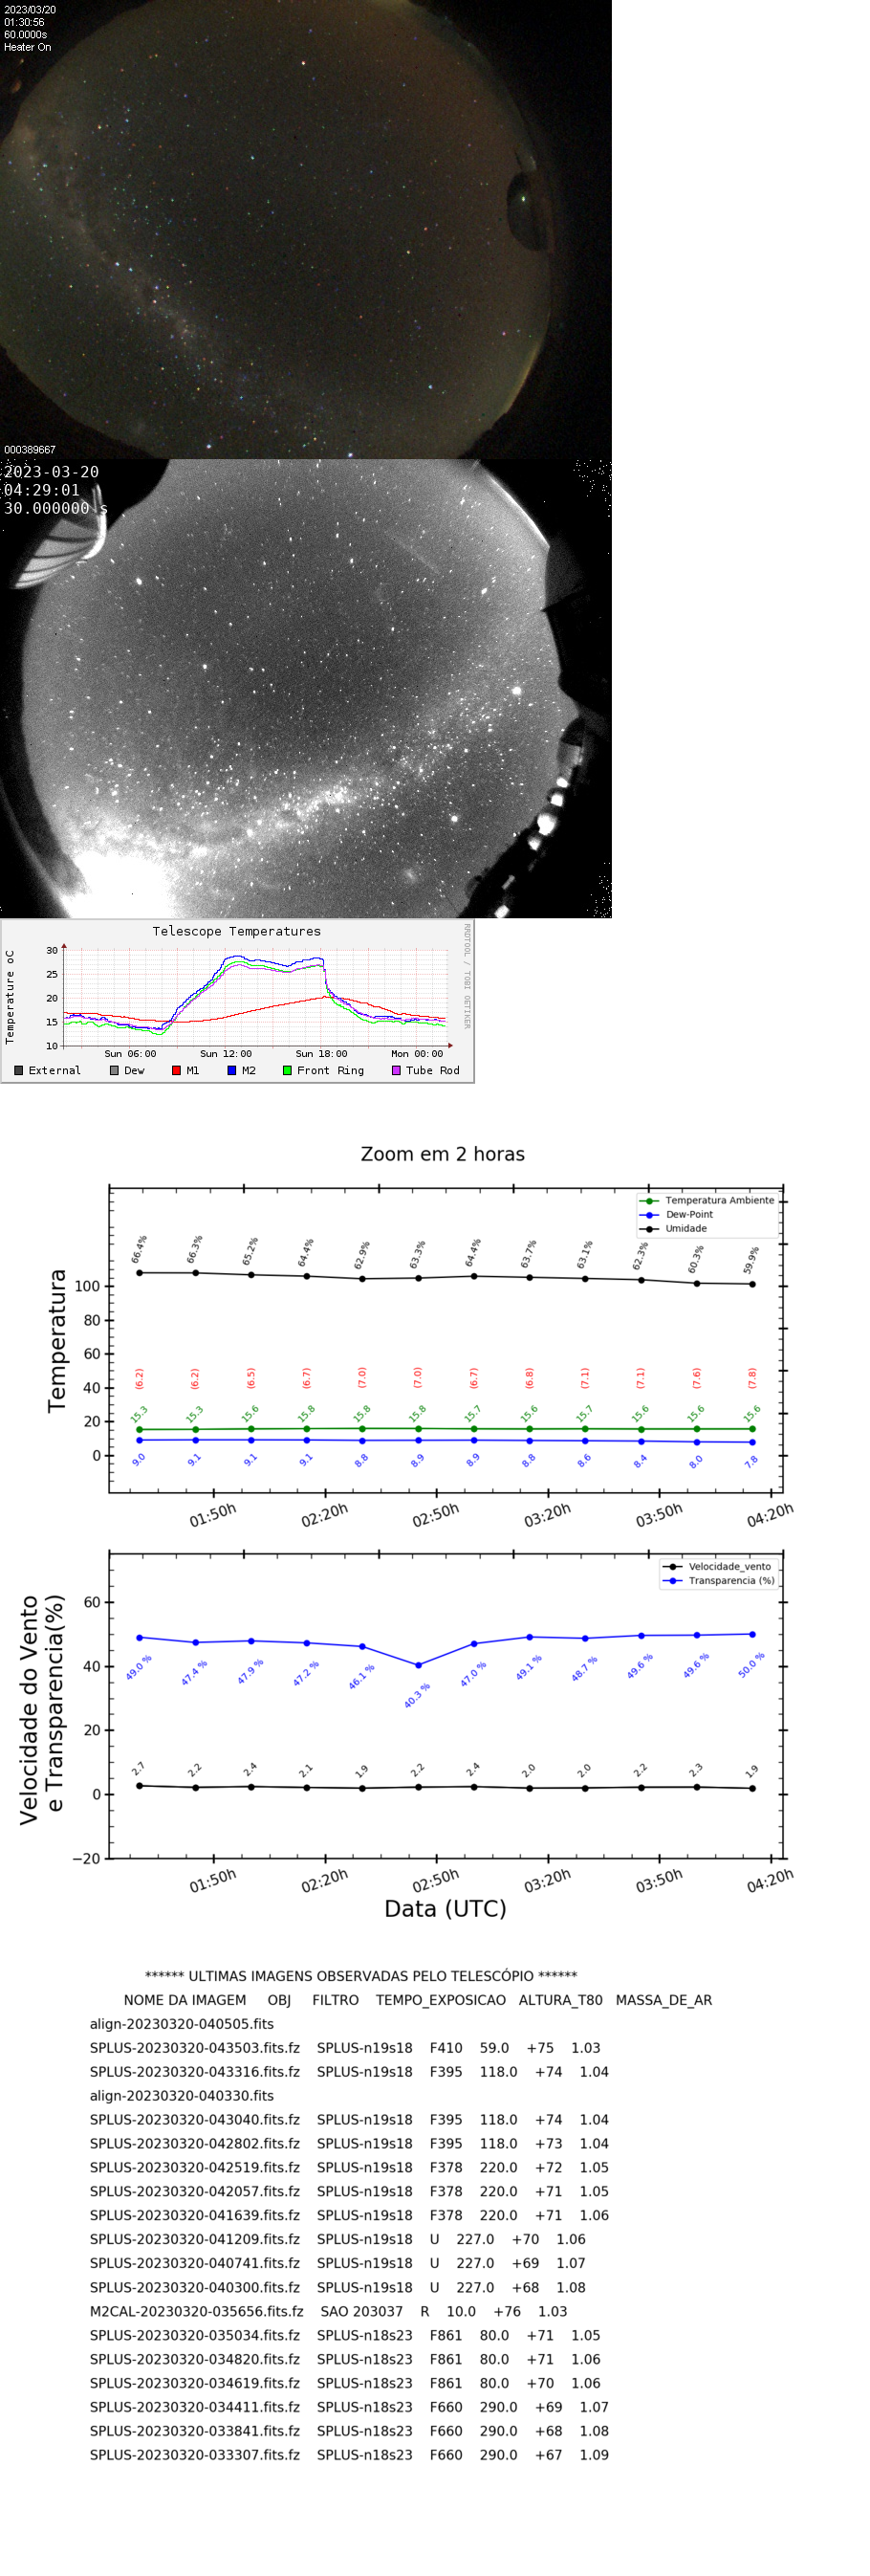 2023/03/20
01:30:56
60.0000s
Heater On
000389667
2023-03-20
04:29:01
30.000000 s
Telescope Temperatures
RRDTOOL / TOBI OETIKER
Temperature oC
30
25
20
15
10
Sun 06:00 Sun 12:00 Sun 18:00 Mon 00:00
External Dew M1 M2 Front Ring Tube Rod
Zoom em 2 horas
Temperatura Ambiente
Dew-Point
Umidade
Temperatura
66.4% 66.3% 65.2% 64.4% 62.9% 63.3% 64.4% 63.7% 63.1% 62.3% 60.3% 59.9%
100
80
60
(6.2) (6.2) (6.5) (6.7) (7.0) (7.0) (6.7) (6.8) (7.1) (7.1) (7.6) (7.8)
40
15.3 15.3 15.6 15.8 15.8 15.8 15.7 15.6 15.7 15.6 15.6 15.6
20
0
9.0 9.1 9.1 9.1 8.8 8.9 8.9 8.8 8.6 8.4 8.0 7.8
01:50h 02:20h 02:50h 03:20h 03:50h 04:20h
Velocidade_vento
Transparencia (%)
Velocidade do Vento
e Transparencia(%)
60
49.0 % 47.4 % 47.9 % 47.2 % 46.1 % 40.3 % 47.0 % 49.1 % 48.7 % 49.6 % 49.6 % 50.0 %
40
20
2.7 2.2 2.4 2.1 1.9 2.2 2.4 2.0 2.0 2.2 2.3 1.9
0
−20
01:50h 02:20h 02:50h 03:20h 03:50h 04:20h
Data (UTC)
****** ULTIMAS IMAGENS OBSERVADAS PELO TELESCÓPIO ******
NOME DA IMAGEM OBJ FILTRO TEMPO_EXPOSICAO ALTURA_T80 MASSA_DE_AR
align-20230320-040505.fits
SPLUS-20230320-043503.fits.fz SPLUS-n19s18 F410 59.0 +75 1.03
SPLUS-20230320-043316.fits.fz SPLUS-n19s18 F395 118.0 +74 1.04
align-20230320-040330.fits
SPLUS-20230320-043040.fits.fz SPLUS-n19s18 F395 118.0 +74 1.04
SPLUS-20230320-042802.fits.fz SPLUS-n19s18 F395 118.0 +73 1.04
SPLUS-20230320-042519.fits.fz SPLUS-n19s18 F378 220.0 +72 1.05
SPLUS-20230320-042057.fits.fz SPLUS-n19s18 F378 220.0 +71 1.05
SPLUS-20230320-041639.fits.fz SPLUS-n19s18 F378 220.0 +71 1.06
SPLUS-20230320-041209.fits.fz SPLUS-n19s18 U 227.0 +70 1.06
SPLUS-20230320-040741.fits.fz SPLUS-n19s18 U 227.0 +69 1.07
SPLUS-20230320-040300.fits.fz SPLUS-n19s18 U 227.0 +68 1.08
M2CAL-20230320-035656.fits.fz SAO 203037 R 10.0 +76 1.03
SPLUS-20230320-035034.fits.fz SPLUS-n18s23 F861 80.0 +71 1.05
SPLUS-20230320-034820.fits.fz SPLUS-n18s23 F861 80.0 +71 1.06
SPLUS-20230320-034619.fits.fz SPLUS-n18s23 F861 80.0 +70 1.06
SPLUS-20230320-034411.fits.fz SPLUS-n18s23 F660 290.0 +69 1.07
SPLUS-20230320-033841.fits.fz SPLUS-n18s23 F660 290.0 +68 1.08
SPLUS-20230320-033307.fits.fz SPLUS-n18s23 F660 290.0 +67 1.09